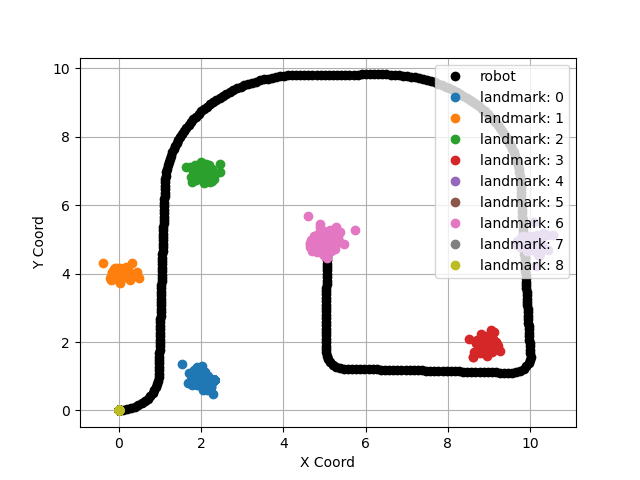 10
8
6
4
2
0
Y Coord
0
2
4
6
8
10
X Coord
robot
landmark: 0
landmark: 1
landmark: 2
landmark: 3
landmark: 4
landmark: 5
landmark: 6
landmark: 7
landmark: 8